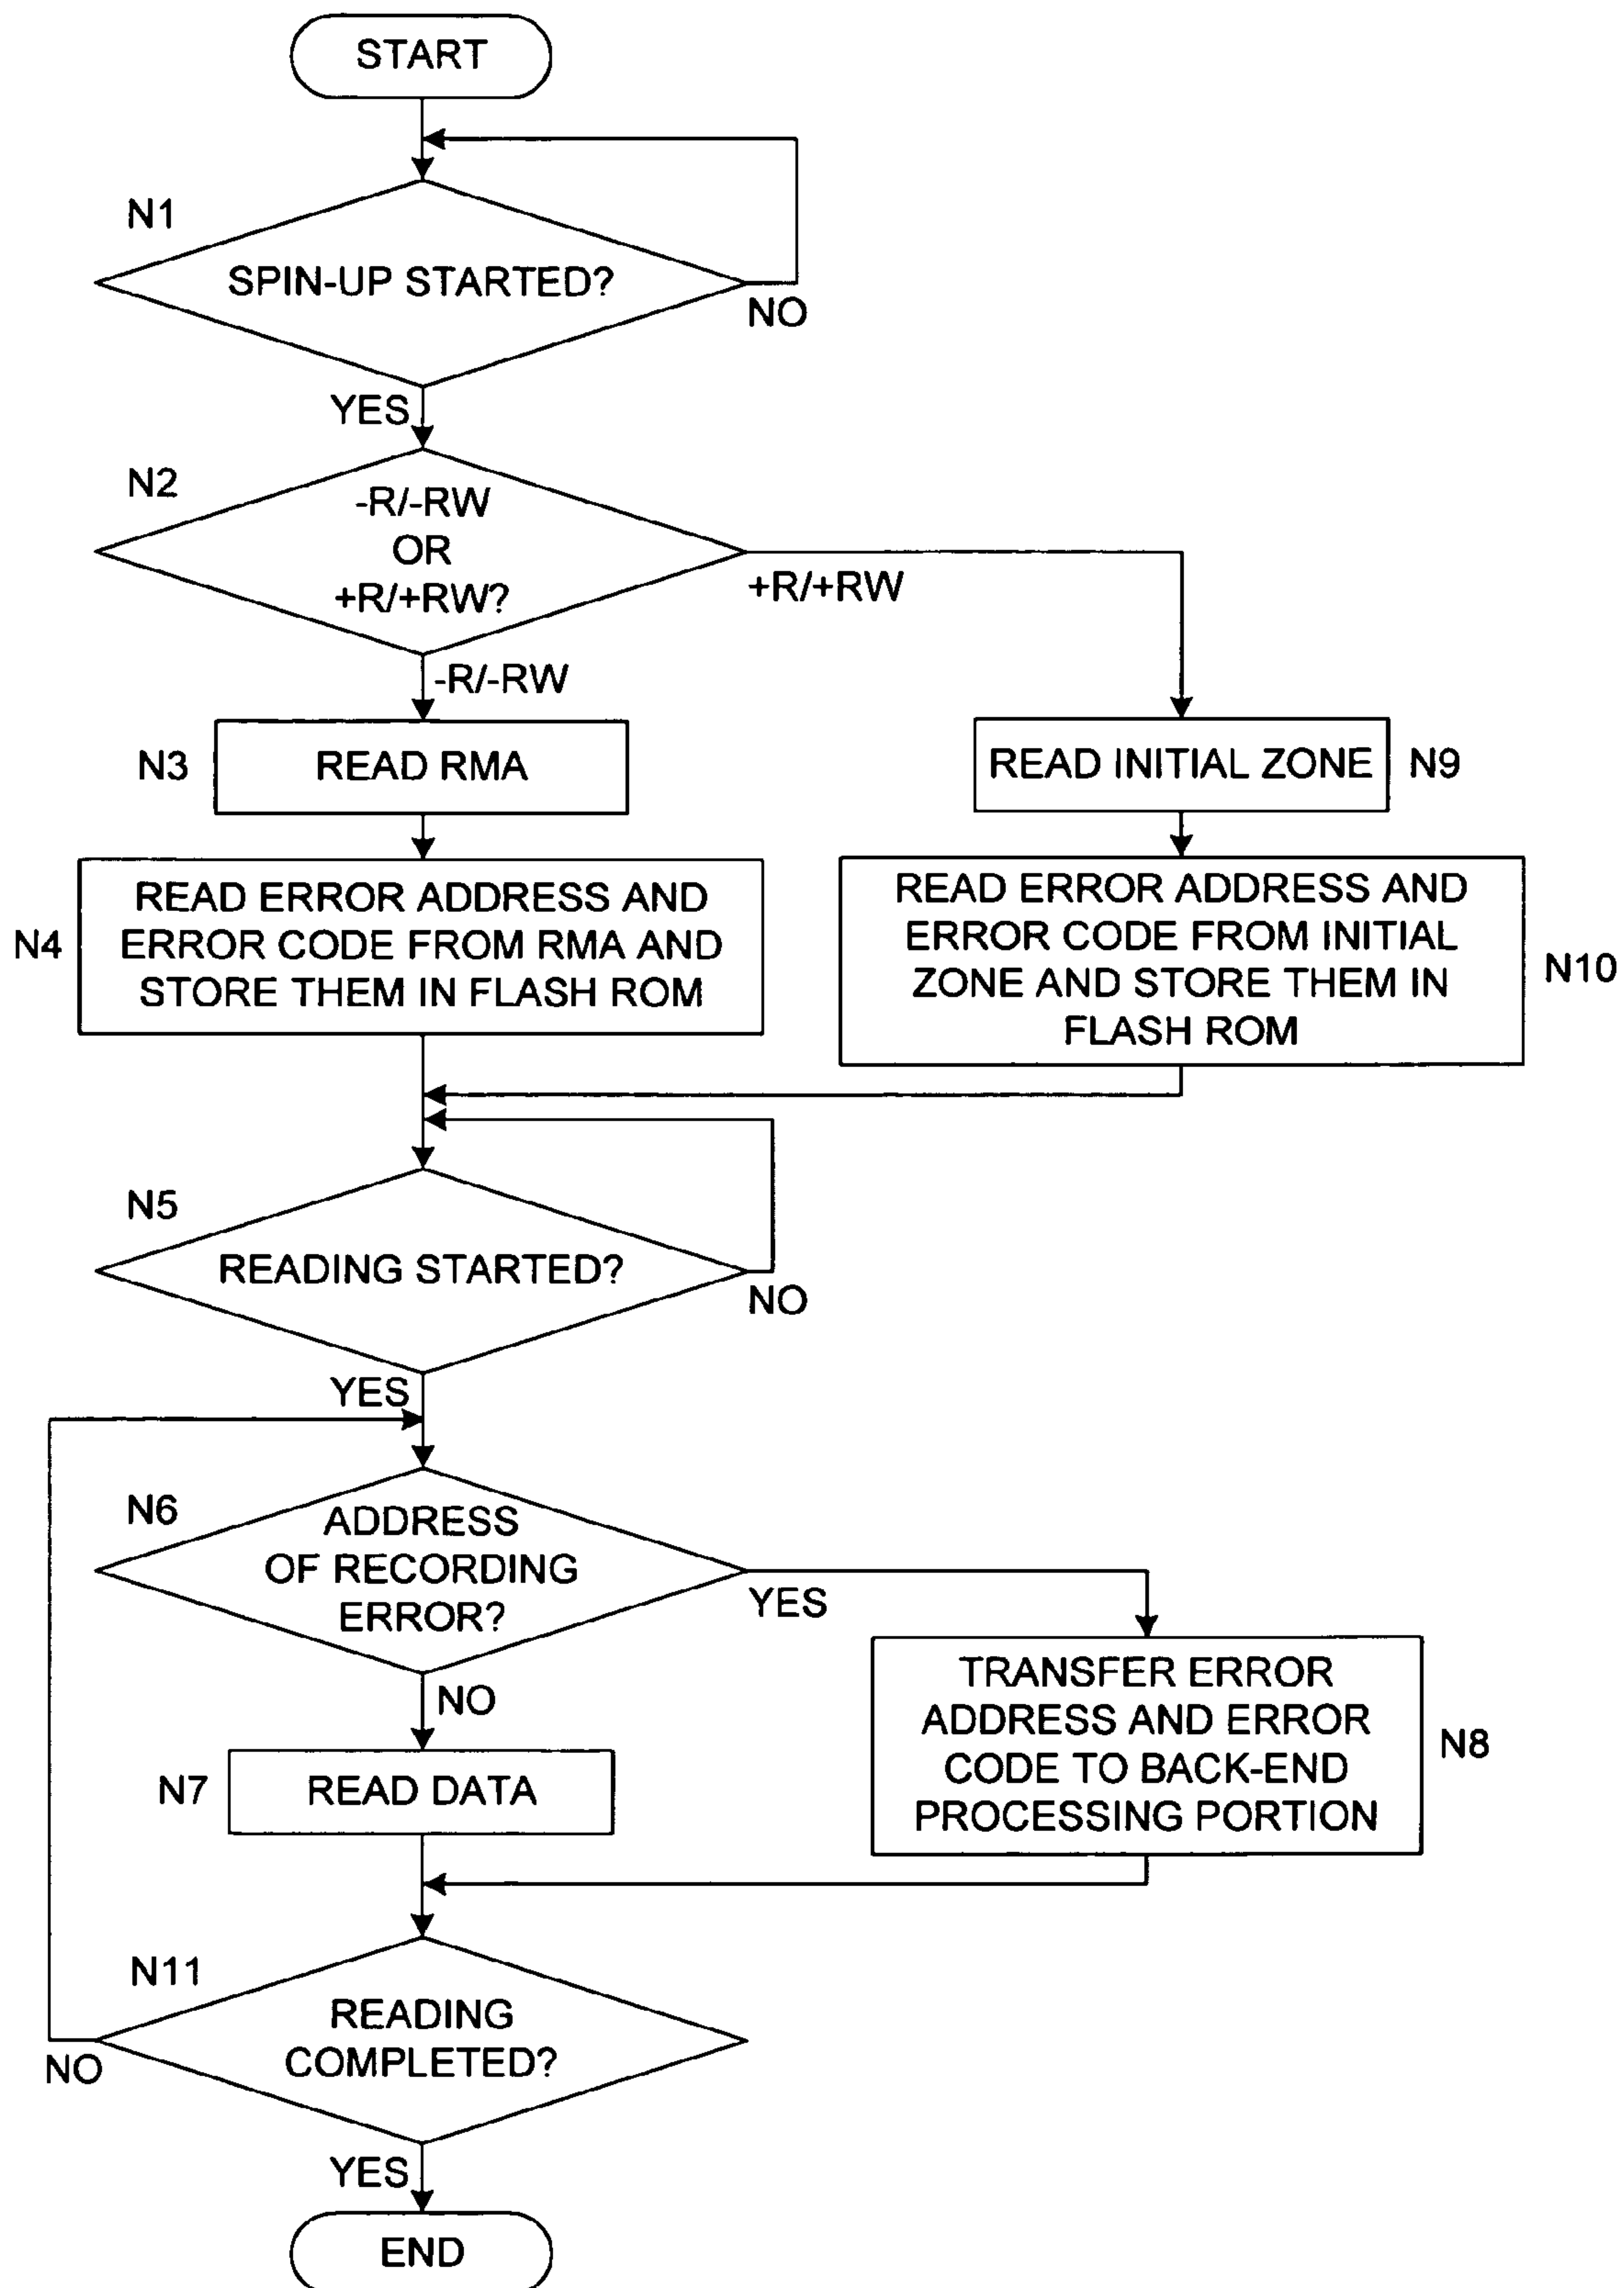 START
N1
SPIN-UP STARTED?
NO
YES
N2
-R/-RW
OR
+R/+RW?
+R/+RW
-R/-RW
N3
READ RMA
READ INITIAL ZONE
N9
N4
READ ERROR ADDRESS AND
ERROR CODE FROM RMA AND
STORE THEM IN FLASH ROM
READ ERROR ADDRESS AND
ERROR CODE FROM INITIAL
ZONE AND STORE THEM IN
FLASH ROM
N10
N5
READING STARTED?
NO
YES
N6
ADDRESS
OF RECORDING
ERROR?
YES
NO
N7
READ DATA
TRANSFER ERROR
ADDRESS AND ERROR
CODE TO BACK-END
PROCESSING PORTION
N8
N11
READING
COMPLETED?
NO
YES
END